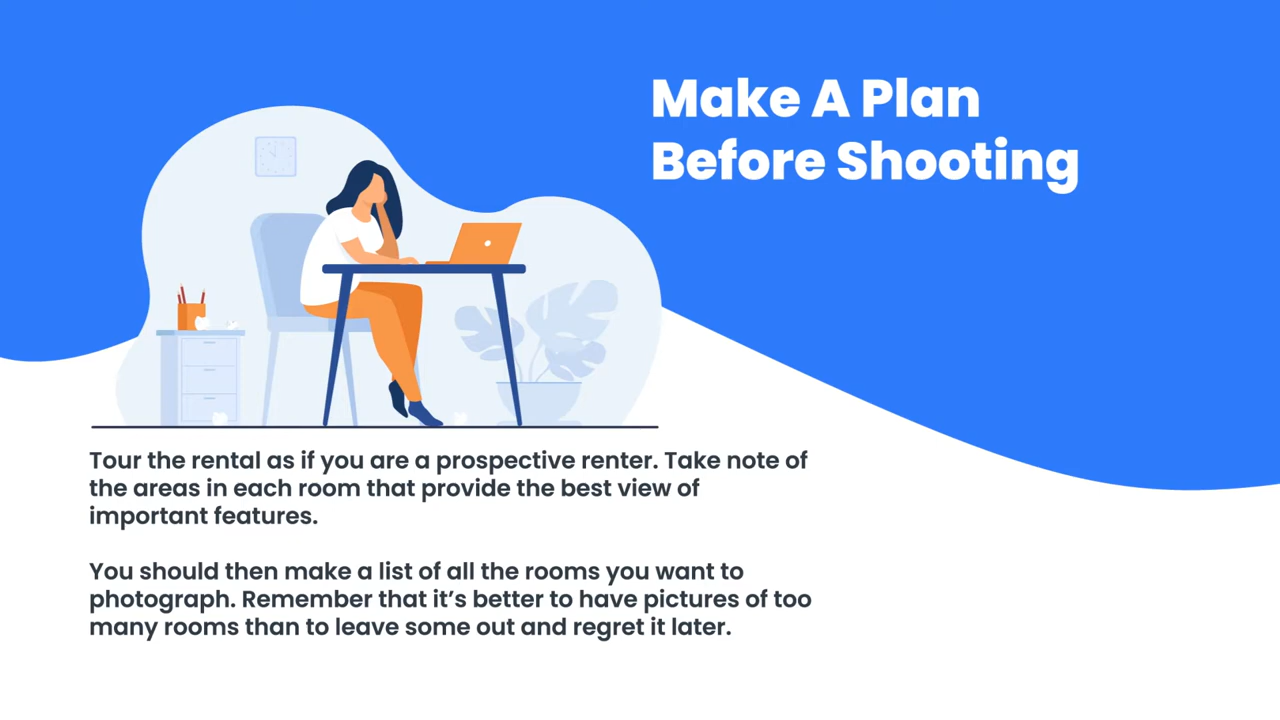 Make A Plan
Before Shooting
Tour the rental as if you are a prospective renter. Take note of
the areas in each room that provide the best view of
important features.
You should then make a list of all the rooms you want to
photograph. Remember that it’s better to have pictures of too
many rooms than to leave some out and regret it later.